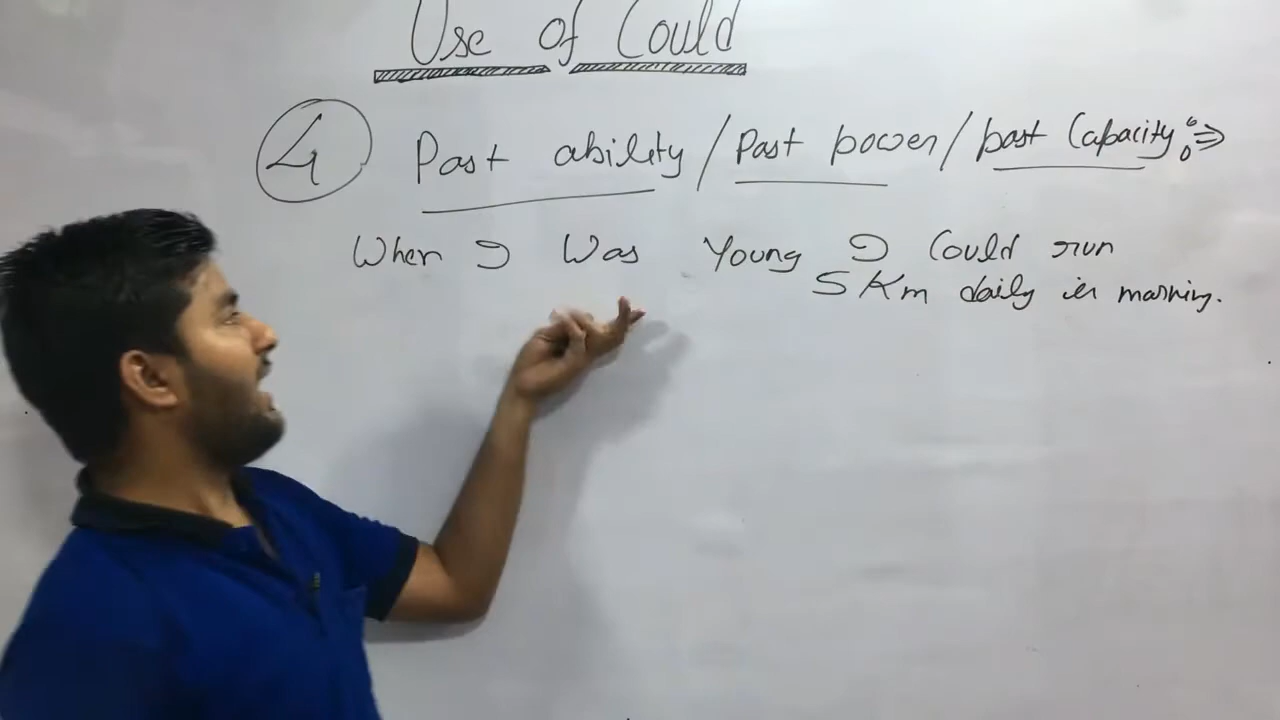 Use of Could
4 Past ability / Past power / past Capacity :⇒
When I Was Young I Could run
5 Km daily in morning.